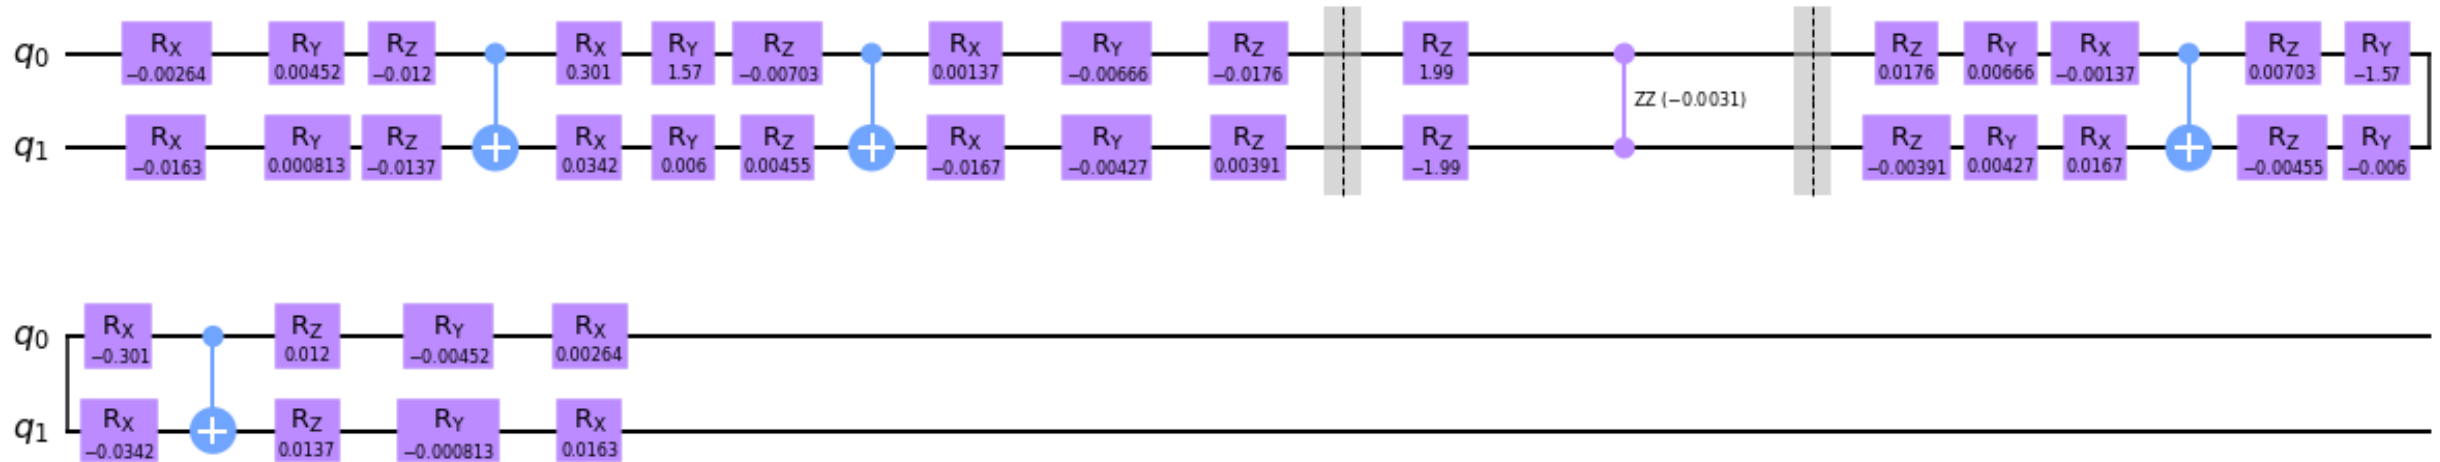 q0 RX RY RZ RX RY RZ RX RY RZ RZ RZ RY RX RZ RY
−0.00264 0.00452 −0.012 0.301 1.57 −0.00703 0.00137 −0.00666 −0.0176 1.99 0.0176 0.00666 −0.00137 0.00703 −1.57
ZZ (−0.0031)
q1 RX RY RZ RX RY RZ RX RY RZ RZ RZ RY RX RZ RY
−0.0163 0.000813 −0.0137 0.0342 0.006 0.00455 −0.0167 −0.00427 0.00391 −1.99 −0.00391 0.00427 0.0167 −0.00455 −0.006
q0 RX RZ RY RX
−0.301 0.012 −0.00452 0.00264
q1 RX RZ RY RX
−0.0342 0.0137 −0.000813 0.0163